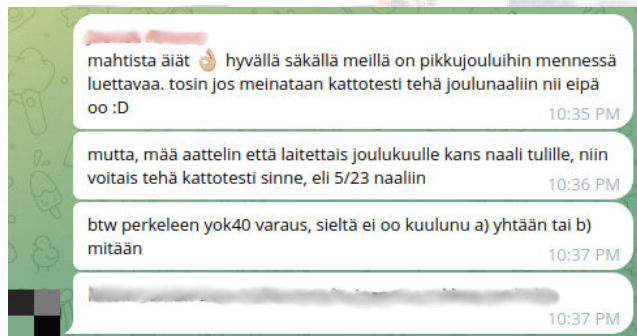 mahtista äiät 👌🏼 hyvällä säkällä meillä on pikkujouluihin mennessä
luettavaa. tosin jos meinataan kattotesti tehä joulunaaliin nii eipä
oo :D
10:35 PM
mutta, mää aattelin että laitettais joulukuulle kans naali tulille, niin
voitais tehä kattotesti sinne, eli 5/23 naaliin
10:36 PM
btw perkeleen yok40 varaus, sieltä ei oo kuulunu a) yhtään tai b)
mitään
10:37 PM
10:37 PM